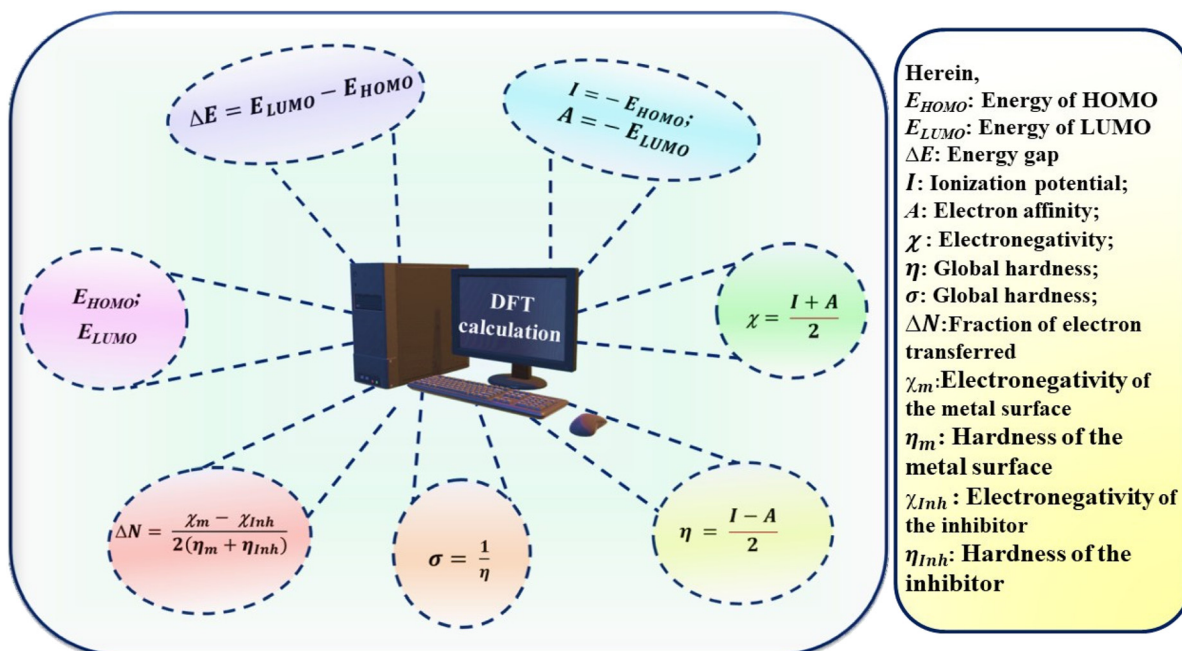 ΔE = E_LUMO − E_HOMO
I = − E_HOMO;
A = − E_LUMO
E_HOMO;
E_LUMO
DFT
calculation
χ = (I + A)/2
ΔN = (χ_m − χ_Inh)/(2(η_m + η_Inh))
σ = 1/η
η = (I − A)/2
Herein,
E_HOMO: Energy of HOMO
E_LUMO: Energy of LUMO
ΔE: Energy gap
I: Ionization potential;
A: Electron affinity;
χ: Electronegativity;
η: Global hardness;
σ: Global hardness;
ΔN:Fraction of electron
transferred
χ_m:Electronegativity of
the metal surface
η_m: Hardness of the
metal surface
χ_Inh : Electronegativity of
the inhibitor
η_Inh: Hardness of the
inhibitor